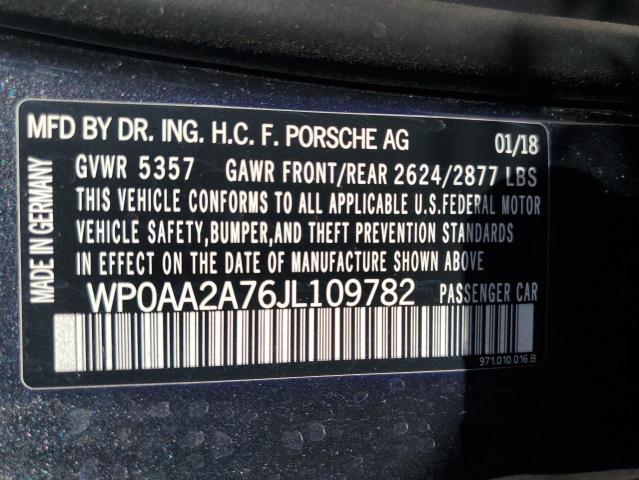 MFD BY DR. ING. H.C. F. PORSCHE AG 01/18
GVWR 5357 GAWR FRONT/REAR 2624/2877 LBS
THIS VEHICLE CONFORMS TO ALL APPLICABLE U.S.FEDERAL MOTOR
VEHICLE SAFETY,BUMPER,AND THEFT PREVENTION STANDARDS
IN EFFECT ON THE DATE OF MANUFACTURE SHOWN ABOVE
WP0AA2A76JL109782 PASSENGER CAR
971.010.016.B
MADE IN GERMANY